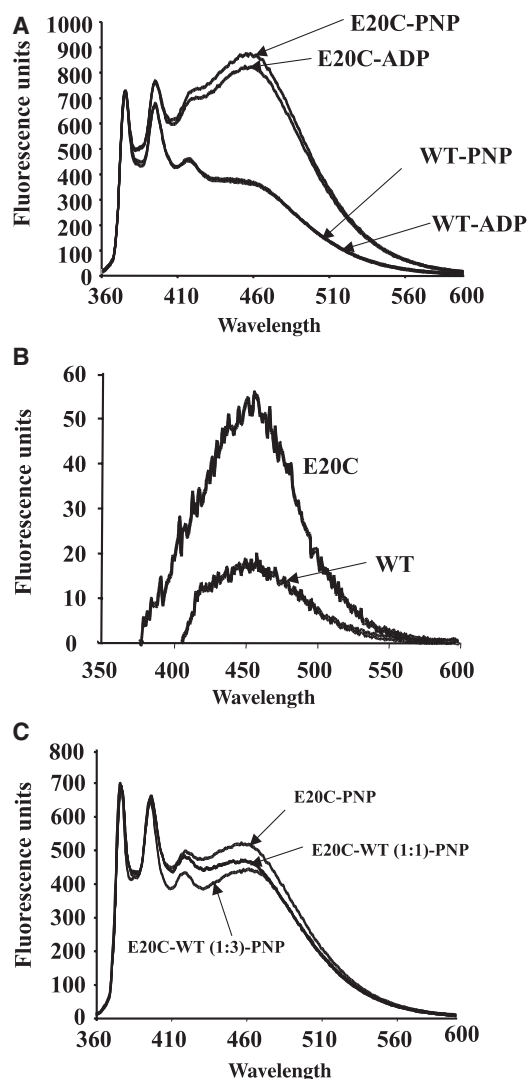 A
Fluorescence units
1000
900
800
700
600
500
400
300
200
100
0
E20C-PNP
E20C-ADP
WT-PNP
WT-ADP
360 410 460 510 560 600
Wavelength
B
Fluorescence units
60
50
40
30
20
10
0
E20C
WT
350 400 450 500 550 600
Wavelength
C
Fluorescence units
800
700
600
500
400
300
200
100
0
E20C-PNP
E20C-WT (1:1)-PNP
E20C-WT (1:3)-PNP
360 410 460 510 560 600
Wavelength